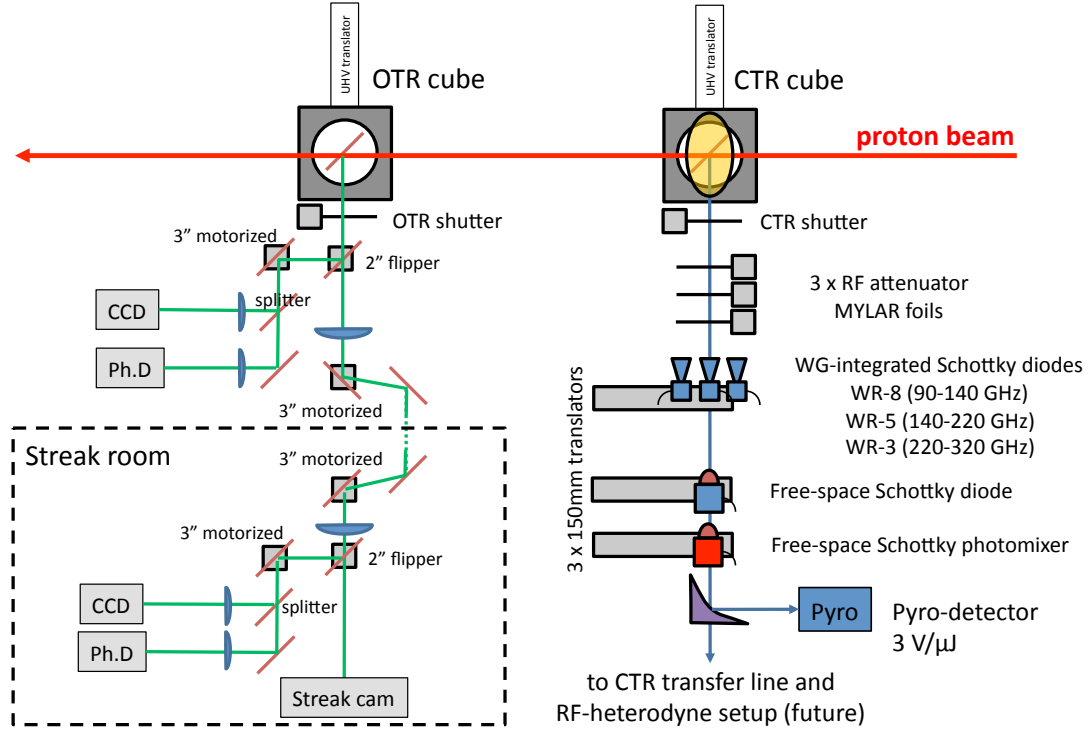 UHV translator
OTR cube
UHV translator
CTR cube
proton beam
OTR shutter
CTR shutter
3” motorized
2” flipper
splitter
CCD
Ph.D
3” motorized
3 x RF attenuator
MYLAR foils
WG-integrated Schottky diodes
WR-8 (90-140 GHz)
WR-5 (140-220 GHz)
WR-3 (220-320 GHz)
3 x 150mm translators
Free-space Schottky diode
Free-space Schottky photomixer
Pyro
Pyro-detector
3 V/µJ
to CTR transfer line and
RF-heterodyne setup (future)
Streak room
3” motorized
3” motorized
2” flipper
CCD
splitter
Ph.D
Streak cam